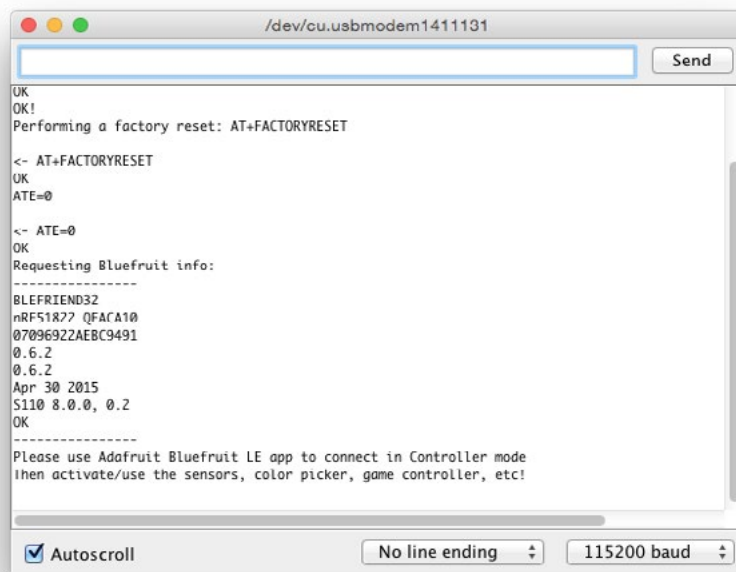 /dev/cu.usbmodem1411131
Send
OK
OK!
Performing a factory reset: AT+FACTORYRESET
<- AT+FACTORYRESET
OK
ATE=0
<- ATE=0
OK
Requesting Bluefruit info:
----------------
BLEFRIEND32
nRF51822 QFACA10
0709692ZAEBC9491
0.6.2
0.6.2
Apr 30 2015
S110 8.0.0, 0.2
OK
----------------
Please use Adafruit Bluefruit LE app to connect in Controller mode
Then activate/use the sensors, color picker, game controller, etc!
Autoscroll
No line ending
115200 baud